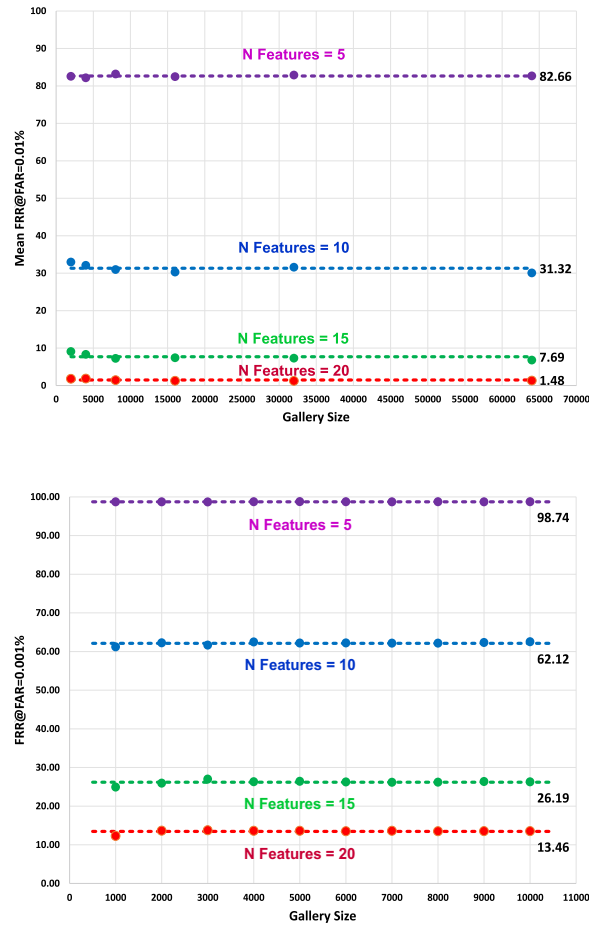 100
90
80
70
60
50
40
30
20
10
0
Mean FRR@FAR=0.01%
N Features = 5
82.66
N Features = 10
31.32
N Features = 15
7.69
N Features = 20
1.48
0 5000 10000 15000 20000 25000 30000 35000 40000 45000 50000 55000 60000 65000 70000
Gallery Size
100.00
90.00
80.00
70.00
60.00
50.00
40.00
30.00
20.00
10.00
0.00
FRR@FAR=0.001%
N Features = 5
98.74
N Features = 10
62.12
N Features = 15
26.19
N Features = 20
13.46
0 1000 2000 3000 4000 5000 6000 7000 8000 9000 10000 11000
Gallery Size